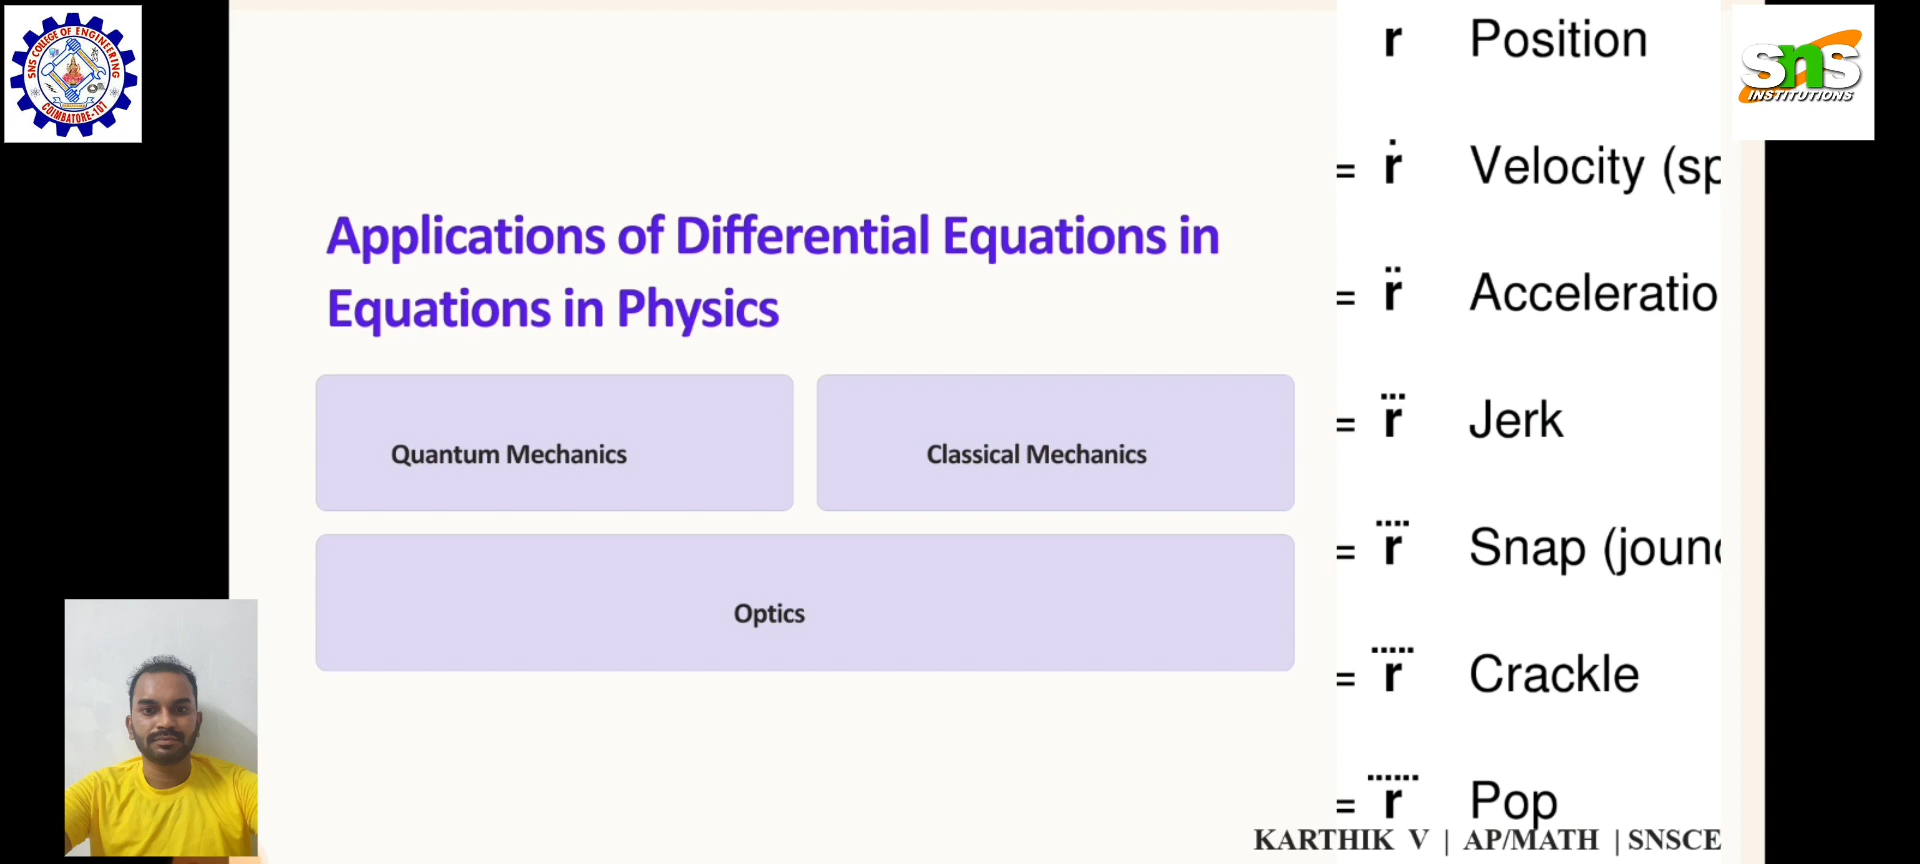 SNS COLLEGE OF ENGINEERING
COIMBATORE-107
sns
INSTITUTIONS
Applications of Differential Equations in
Equations in Physics
Quantum Mechanics
Classical Mechanics
Optics
r Position
= ṙ Velocity (sp
= r̈ Acceleratio
= r⃛ Jerk
= r⃜ Snap (joun
= r Crackle
= r Pop
KARTHIK V | AP/MATH | SNSCE